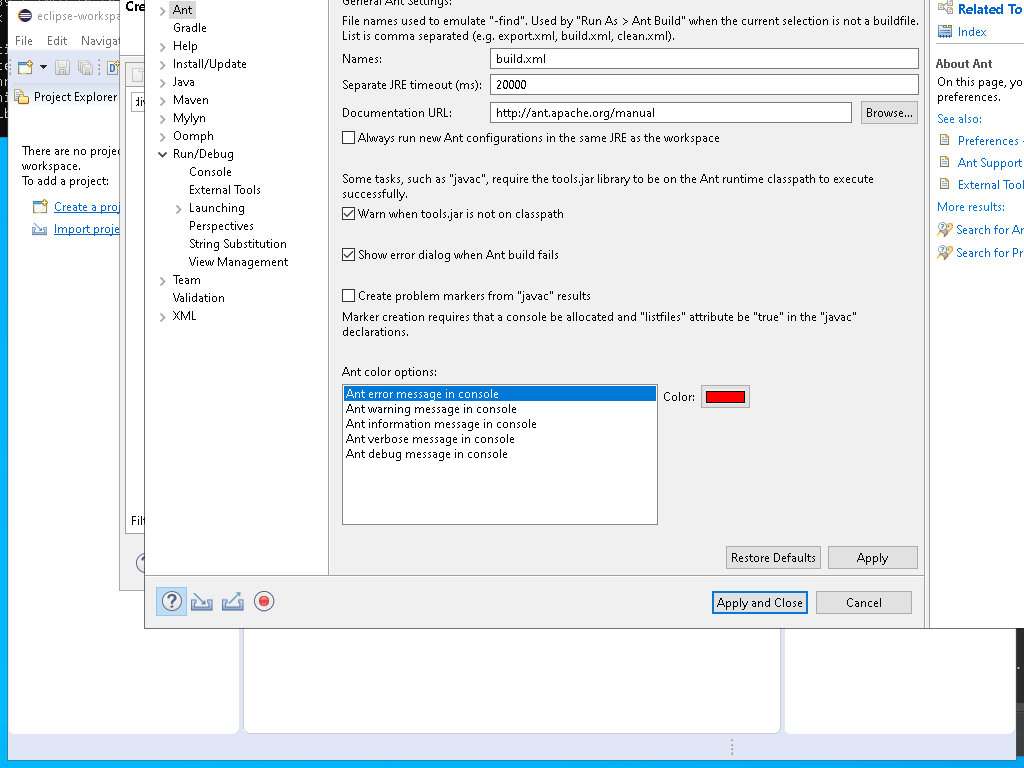 eclipse-workspa
Cre
File Edit Navigat
Project Explorer
There are no projec
workspace.
To add a project:
Create a proj
Import proje
Filt
Ant
Gradle
Help
Install/Update
Java
Maven
Mylyn
Oomph
Run/Debug
Console
External Tools
Launching
Perspectives
String Substitution
View Management
Team
Validation
XML
General Ant Settings:
File names used to emulate "-find". Used by "Run As > Ant Build" when the current selection is not a buildfile.
List is comma separated (e.g. export.xml, build.xml, clean.xml).
Names: build.xml
Separate JRE timeout (ms): 20000
Documentation URL: http://ant.apache.org/manual Browse...
Always run new Ant configurations in the same JRE as the workspace
Some tasks, such as "javac", require the tools.jar library to be on the Ant runtime classpath to execute
successfully.
Warn when tools.jar is not on classpath
Show error dialog when Ant build fails
Create problem markers from "javac" results
Marker creation requires that a console be allocated and "listfiles" attribute be "true" in the "javac"
declarations.
Ant color options:
Ant error message in console
Ant warning message in console
Ant information message in console
Ant verbose message in console
Ant debug message in console
Color:
Restore Defaults Apply
Apply and Close Cancel
Related To
Index
About Ant
On this page, yo
preferences.
See also:
Preferences -
Ant Support
External Tool
More results:
Search for An
Search for Pr